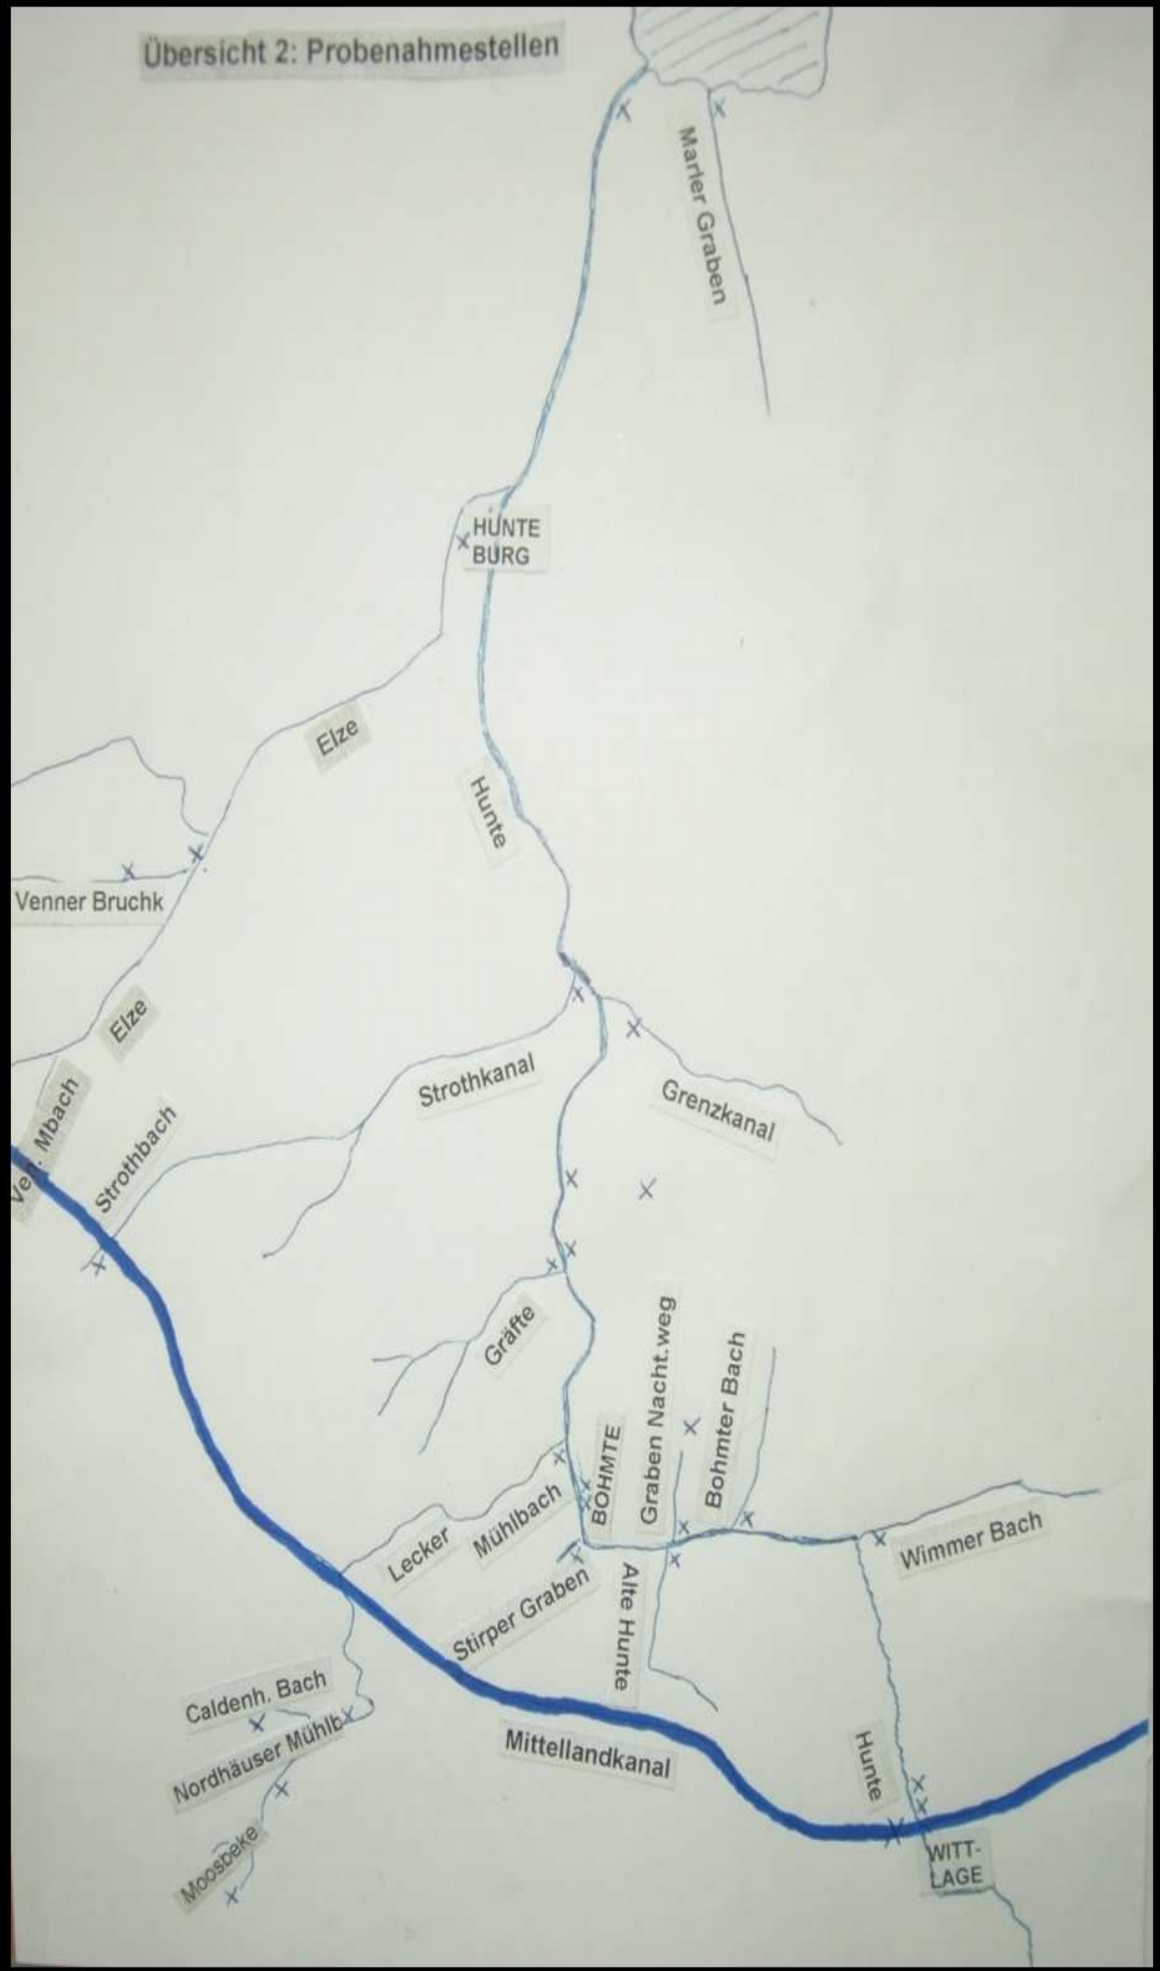 Übersicht 2: Probenahmestellen
Marler Graben
HUNTE
BURG
Elze
Hunte
Venner Bruchk
Elze
Ven. Mbach
Strothbach
Strothkanal
Grenzkanal
Gräfte
Graben Nacht.weg
Bohmter Bach
BOHMTE
Lecker
Mühlbach
Wimmer Bach
Stirper Graben
Alte Hunte
Caldenh. Bach
Nordhäuser Mühlb
Mittellandkanal
Hunte
Moosbeke
WITT-
LAGE